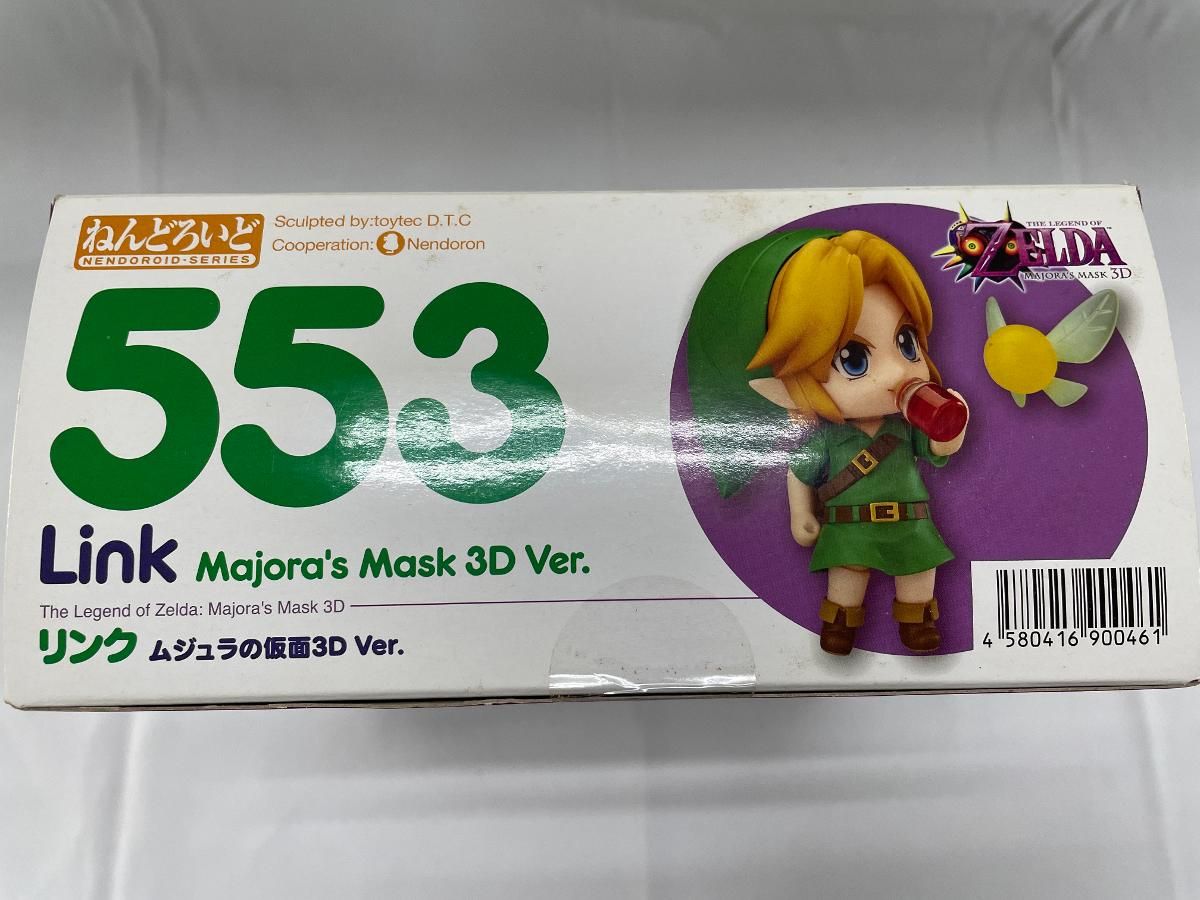 ねんどろいど
NENDOROID·SERIES
Sculpted by:toytec D.T.C
Cooperation: Nendoron
553
Link Majora's Mask 3D Ver.
The Legend of Zelda: Majora's Mask 3D
リンク ムジュラの仮面3D Ver.
THE LEGEND OF
ZELDA™
MAJORA'S MASK 3D
4 580416 900461